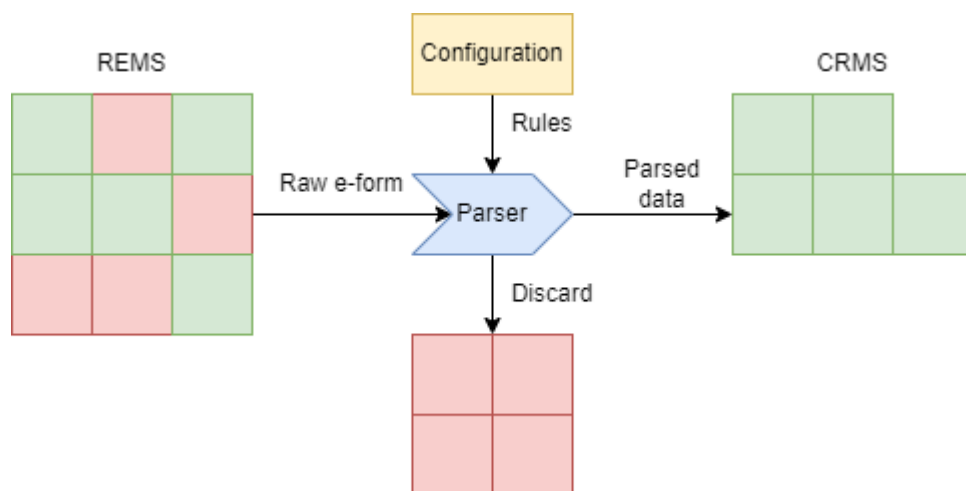 REMS
Configuration
CRMS
Rules
Raw e-form
Parser
Parsed
data
Discard